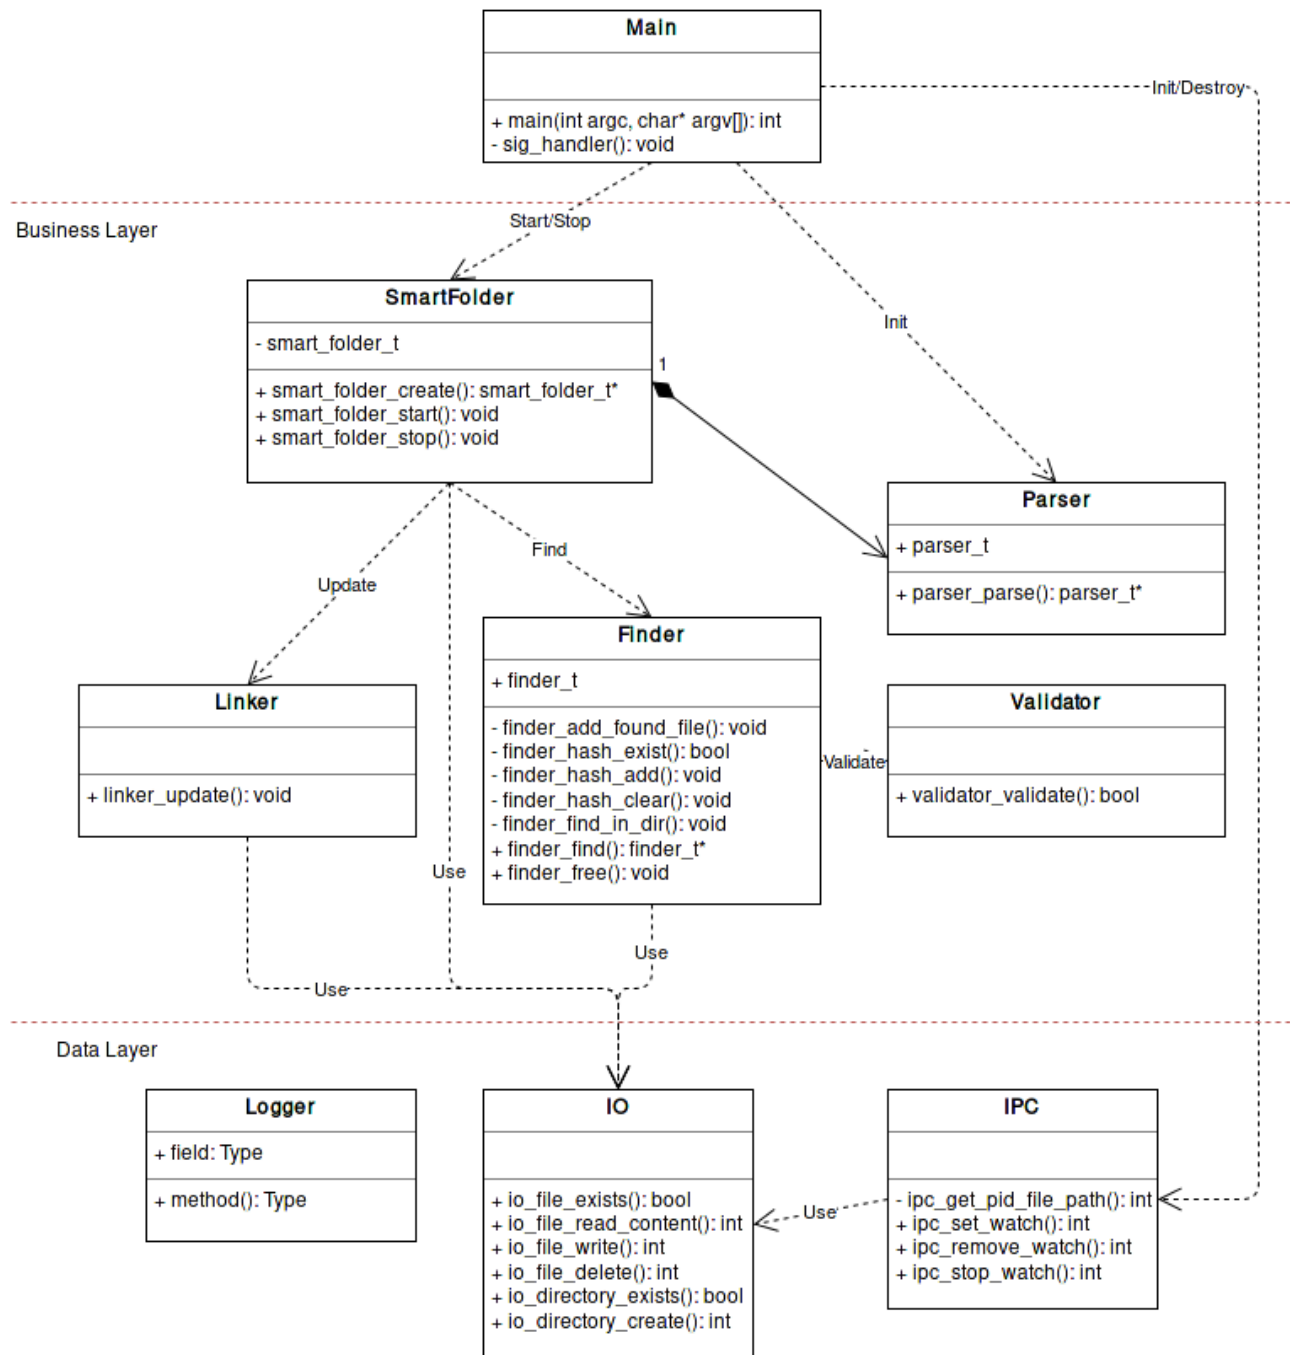 Main
Init/Destroy
+ main(int argc, char* argv[]): int
- sig_handler(): void
Start/Stop
Business Layer
SmartFolder
Init
- smart_folder_t
1
+ smart_folder_create(): smart_folder_t*
+ smart_folder_start(): void
+ smart_folder_stop(): void
Parser
+ parser_t
Find
Update
+ parser_parse(): parser_t*
Finder
+ finder_t
Linker
Validator
- finder_add_found_file(): void
- finder_hash_exist(): bool
- finder_hash_add(): void
- finder_hash_clear(): void
- finder_find_in_dir(): void
+ finder_find(): finder_t*
+ finder_free(): void
Validate
+ linker_update(): void
+ validator_validate(): bool
Use
Use
Use
Data Layer
Logger
+ field: Type
+ method(): Type
IO
+ io_file_exists(): bool
+ io_file_read_content(): int
+ io_file_write(): int
+ io_file_delete(): int
+ io_directory_exists(): bool
+ io_directory_create(): int
Use
IPC
- ipc_get_pid_file_path(): int
+ ipc_set_watch(): int
+ ipc_remove_watch(): int
+ ipc_stop_watch(): int